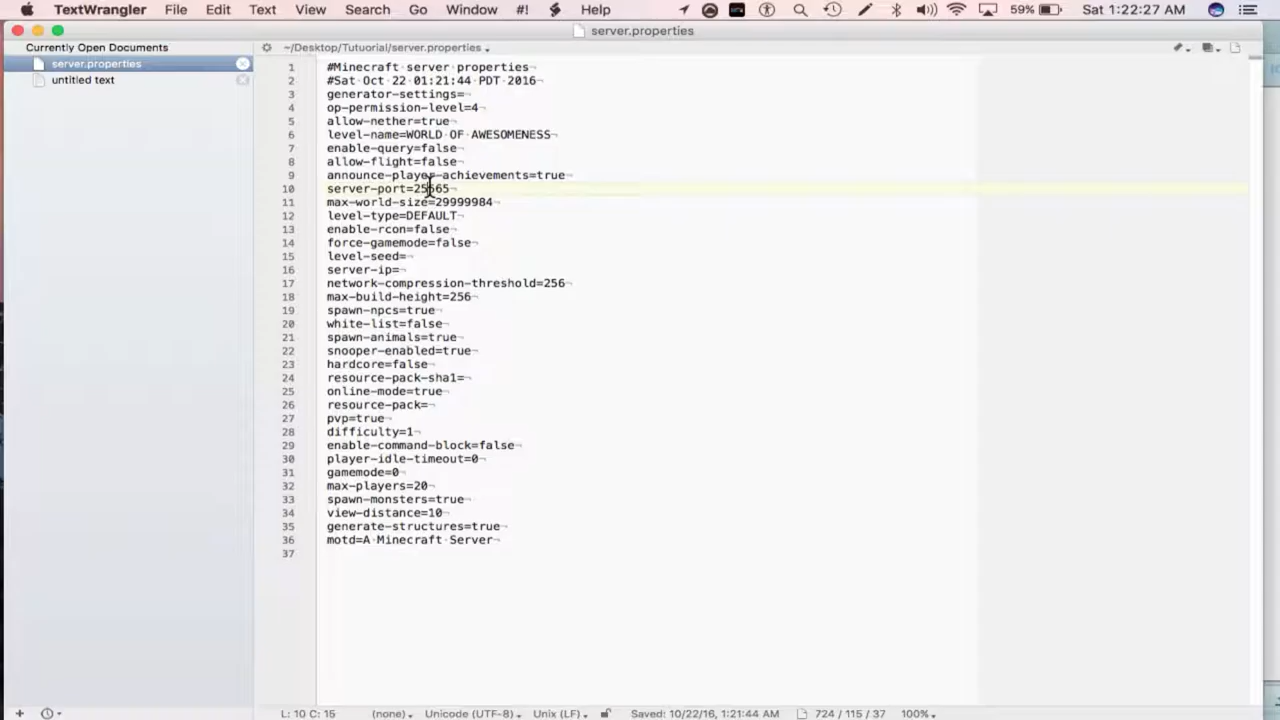 TextWrangler File Edit Text View Search Go Window #! Help 59% Sat 1:22:27 AM
server.properties
Currently Open Documents
~/Desktop/Tutuorial/server.properties
server.properties
untitled text
1 #Minecraft server properties
2 #Sat Oct 22 01:21:44 PDT 2016
3 generator-settings=
4 op-permission-level=4
5 allow-nether=true
6 level-name=WORLD OF AWESOMENESS
7 enable-query=false
8 allow-flight=false
9 announce-player-achievements=true
10 server-port=25565
11 max-world-size=29999984
12 level-type=DEFAULT
13 enable-rcon=false
14 force-gamemode=false
15 level-seed=
16 server-ip=
17 network-compression-threshold=256
18 max-build-height=256
19 spawn-npcs=true
20 white-list=false
21 spawn-animals=true
22 snooper-enabled=true
23 hardcore=false
24 resource-pack-sha1=
25 online-mode=true
26 resource-pack=
27 pvp=true
28 difficulty=1
29 enable-command-block=false
30 player-idle-timeout=0
31 gamemode=0
32 max-players=20
33 spawn-monsters=true
34 view-distance=10
35 generate-structures=true
36 motd=A Minecraft Server
37
L: 10 C: 15 (none) Unicode (UTF-8) Unix (LF) Saved: 10/22/16, 1:21:44 AM 724 / 115 / 37 100%